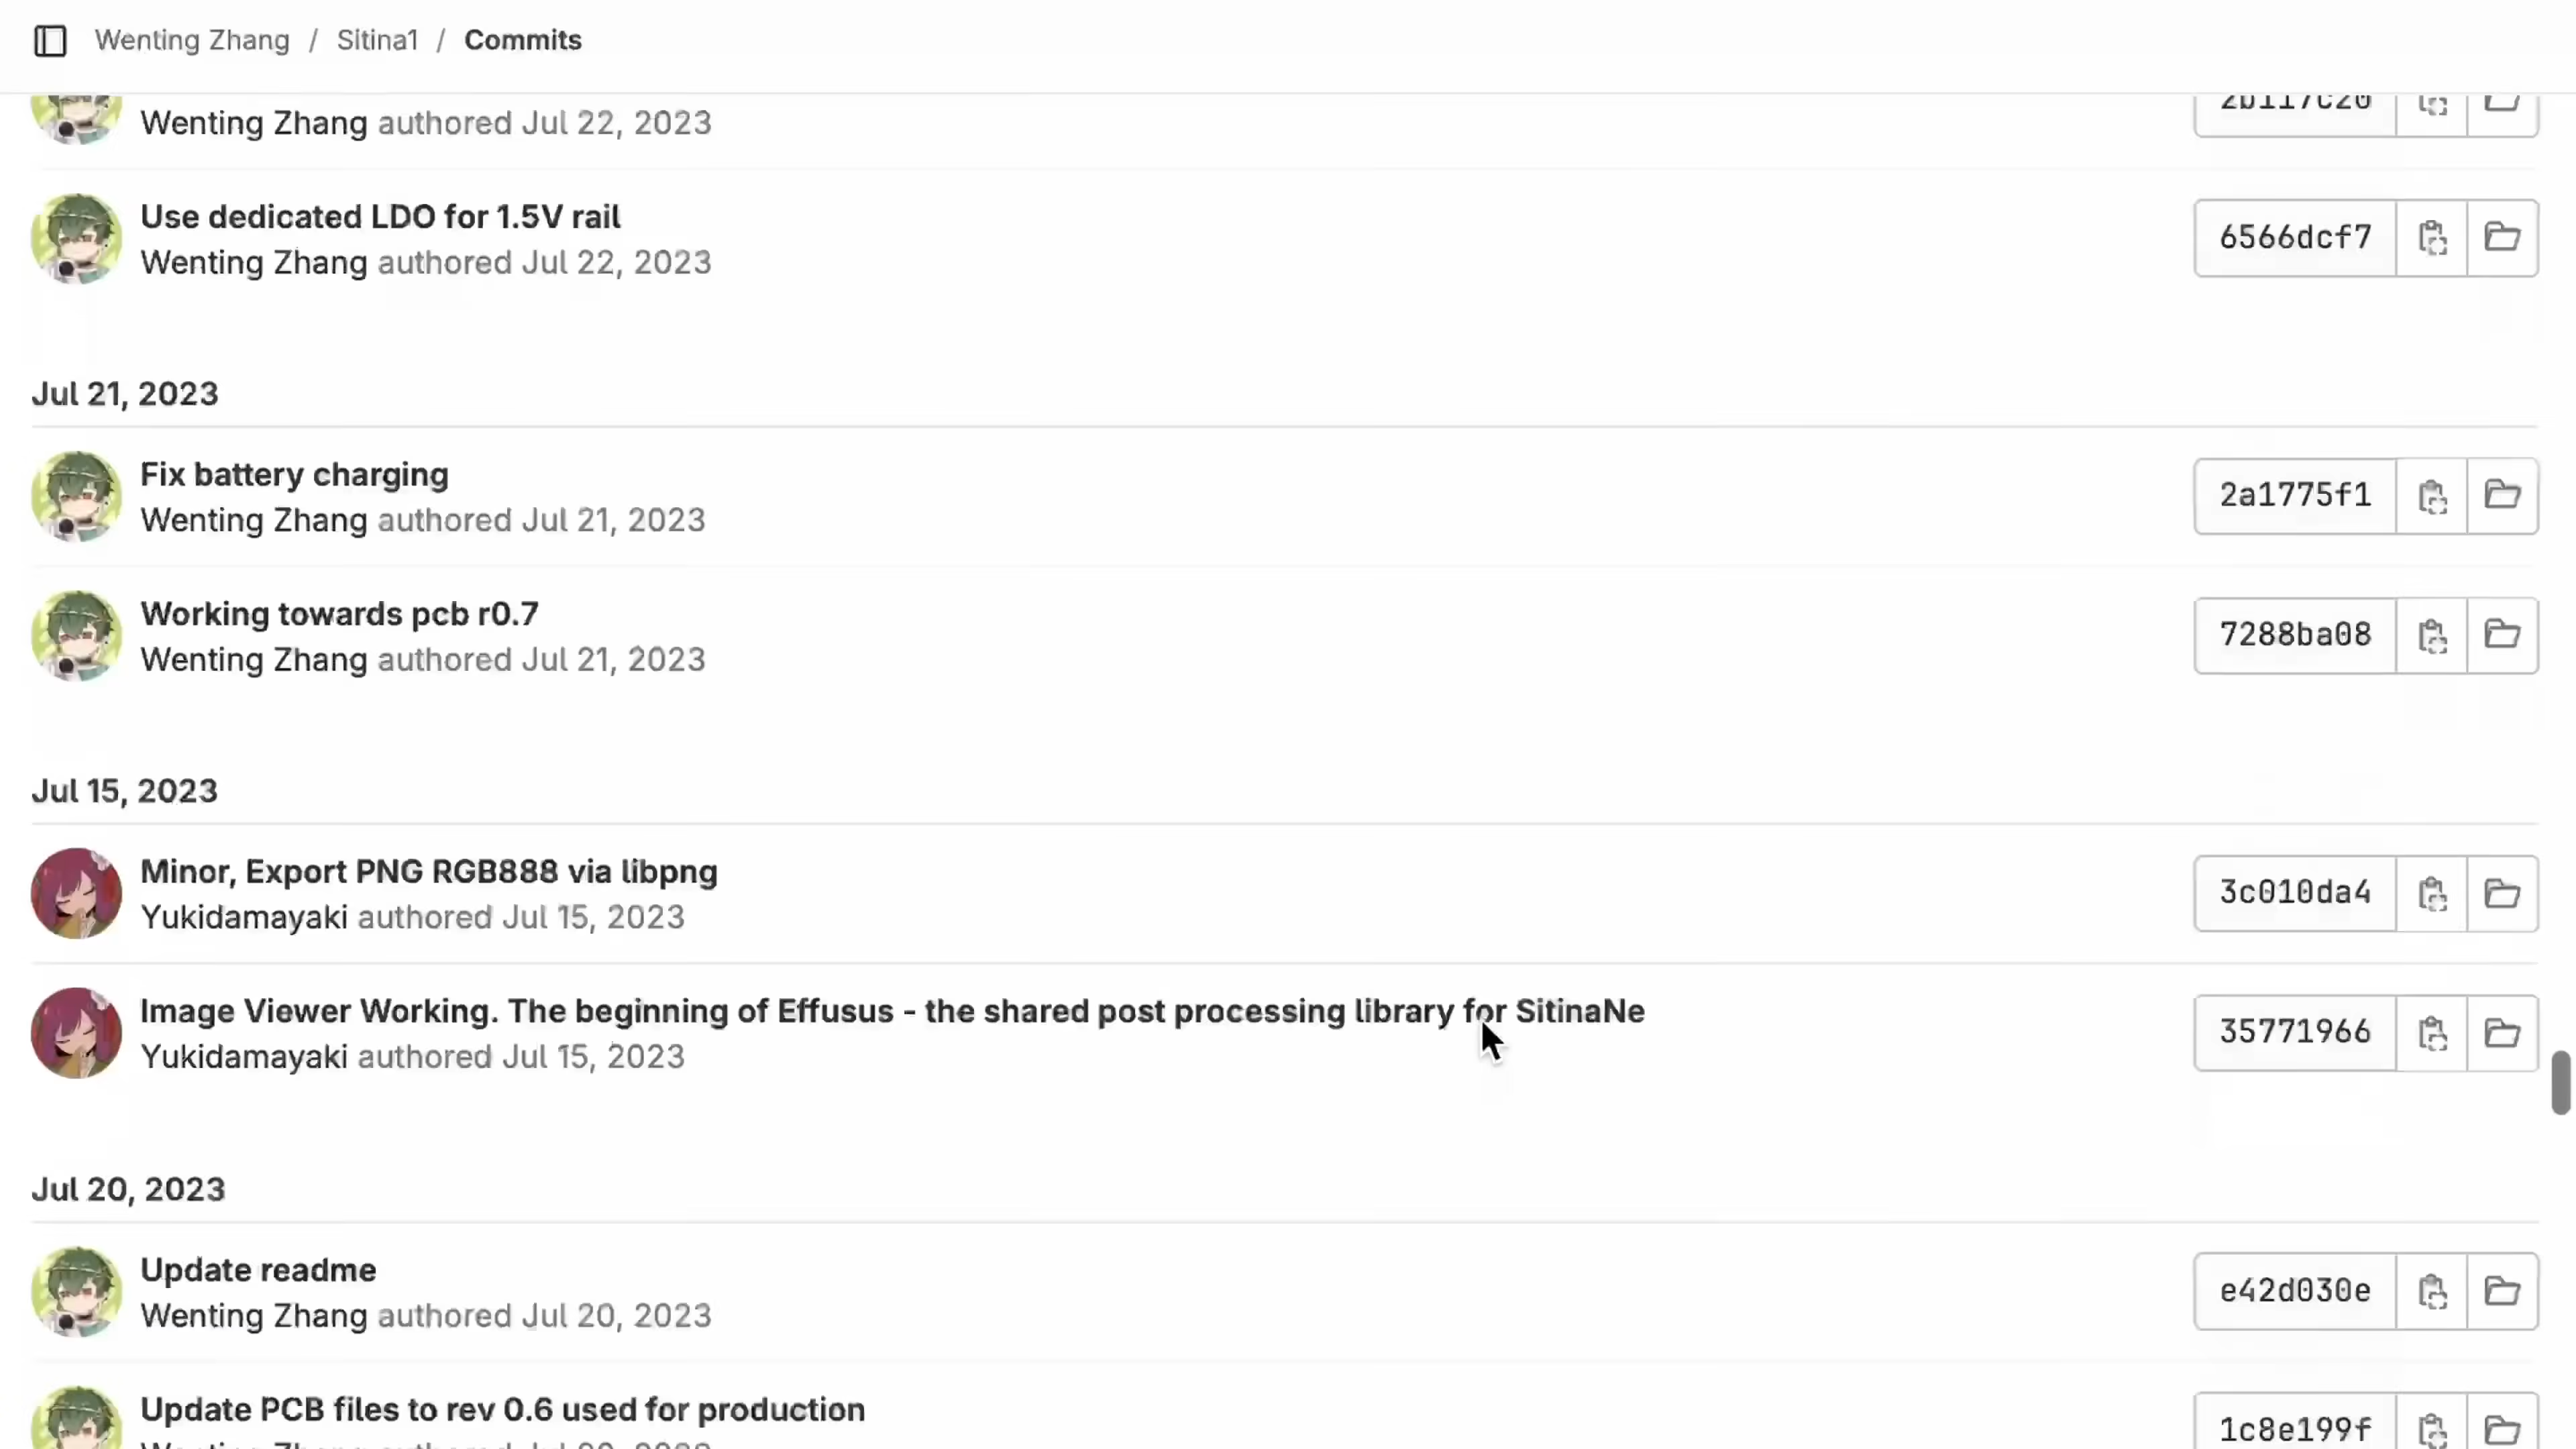 Wenting Zhang / Sitina1 / Commits
Wenting Zhang authored Jul 22, 2023
2b117c20
Use dedicated LDO for 1.5V rail
Wenting Zhang authored Jul 22, 2023
6566dcf7
Jul 21, 2023
Fix battery charging
Wenting Zhang authored Jul 21, 2023
2a1775f1
Working towards pcb r0.7
Wenting Zhang authored Jul 21, 2023
7288ba08
Jul 15, 2023
Minor, Export PNG RGB888 via libpng
Yukidamayaki authored Jul 15, 2023
3c010da4
Image Viewer Working. The beginning of Effusus - the shared post processing library for SitinaNe
Yukidamayaki authored Jul 15, 2023
35771966
Jul 20, 2023
Update readme
Wenting Zhang authored Jul 20, 2023
e42d030e
Update PCB files to rev 0.6 used for production
1c8e199f